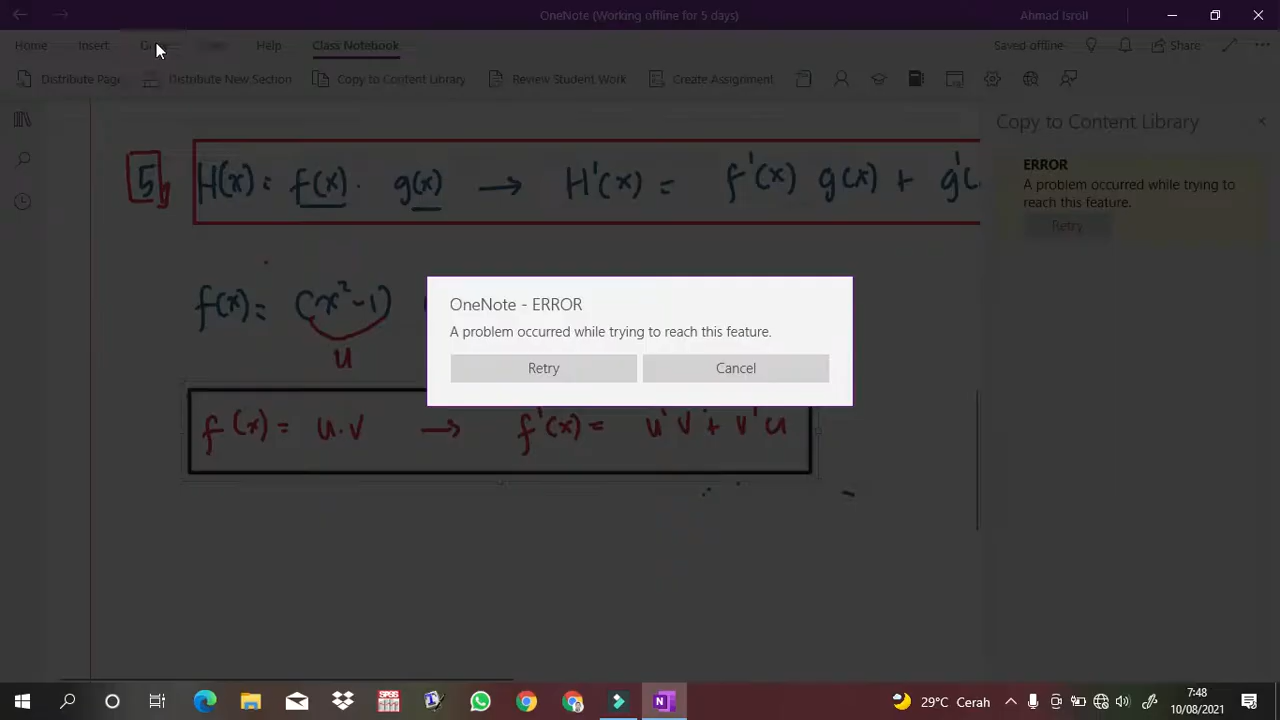 OneNote (Working offline for 5 days)
Ahmad Isroil
Home Insert Help Class Notebook
Saved offline Share
Distribute Page Distribute New Section Copy to Content Library Review Student Work Create Assignment
Copy to Content Library
ERROR
A problem occurred while trying to reach this feature.
Retry
5, H(x) = f(x) . g(x) → H'(x) = f'(x) g(x) + g'(
f(x) = (x²-1)
u
OneNote - ERROR
A problem occurred while trying to reach this feature.
Retry Cancel
f(x) = u.v → f'(x) = u'v + v'u
29°C Cerah
7:48
10/08/2021